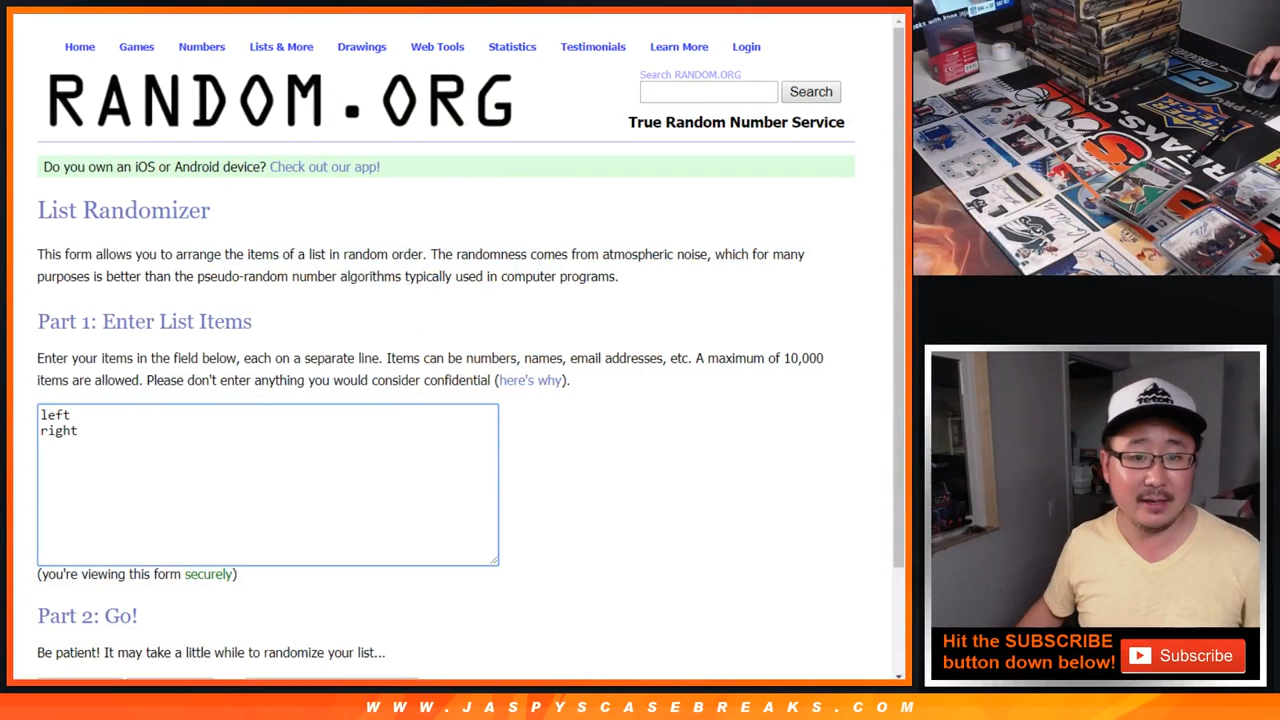 Home Games Numbers Lists & More Drawings Web Tools Statistics Testimonials Learn More Login
RANDOM.ORG
Search RANDOM.ORG
Search
True Random Number Service
Do you own an iOS or Android device? Check out our app!
List Randomizer
This form allows you to arrange the items of a list in random order. The randomness comes from atmospheric noise, which for many
purposes is better than the pseudo-random number algorithms typically used in computer programs.
Part 1: Enter List Items
Enter your items in the field below, each on a separate line. Items can be numbers, names, email addresses, etc. A maximum of 10,000
items are allowed. Please don't enter anything you would consider confidential (here's why).
left
right
(you're viewing this form securely)
Part 2: Go!
Be patient! It may take a little while to randomize your list...
UPPER
DECK
BREAKS
Teton
Hit the SUBSCRIBE
button down below!
Subscribe
WWW.JASPYSCASEBREAKS.COM